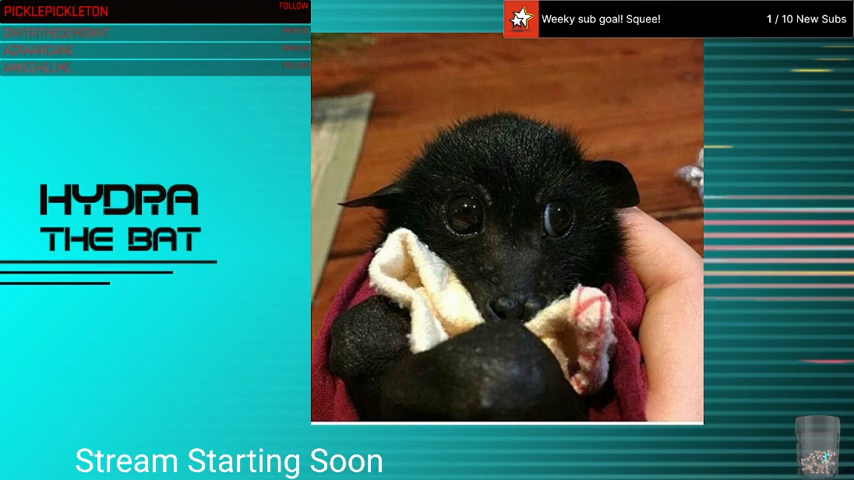 PICKLEPICKLETON
FOLLOW
Weeky sub goal! Squee!
1 / 10 New Subs
HYDRA
THE BAT
Stream Starting Soon